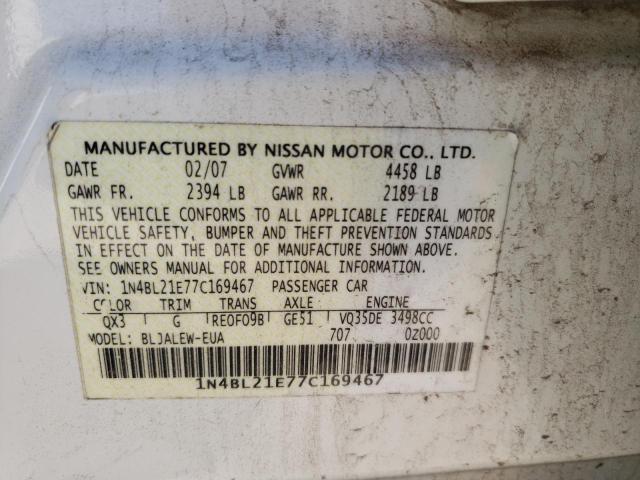 MANUFACTURED BY NISSAN MOTOR CO., LTD.
DATE 02/07 GVWR 4458 LB
GAWR FR. 2394 LB GAWR RR. 2189 LB
THIS VEHICLE CONFORMS TO ALL APPLICABLE FEDERAL MOTOR
VEHICLE SAFETY, BUMPER AND THEFT PREVENTION STANDARDS
IN EFFECT ON THE DATE OF MANUFACTURE SHOWN ABOVE.
SEE OWNERS MANUAL FOR ADDITIONAL INFORMATION.
VIN: 1N4BL21E77C169467 PASSENGER CAR
COLOR TRIM TRANS AXLE ENGINE
QX3 G RE0F09B GE51 VQ35DE 3498CC
MODEL: BLJALEW-EUA 707 0Z000
1N4BL21E77C169467